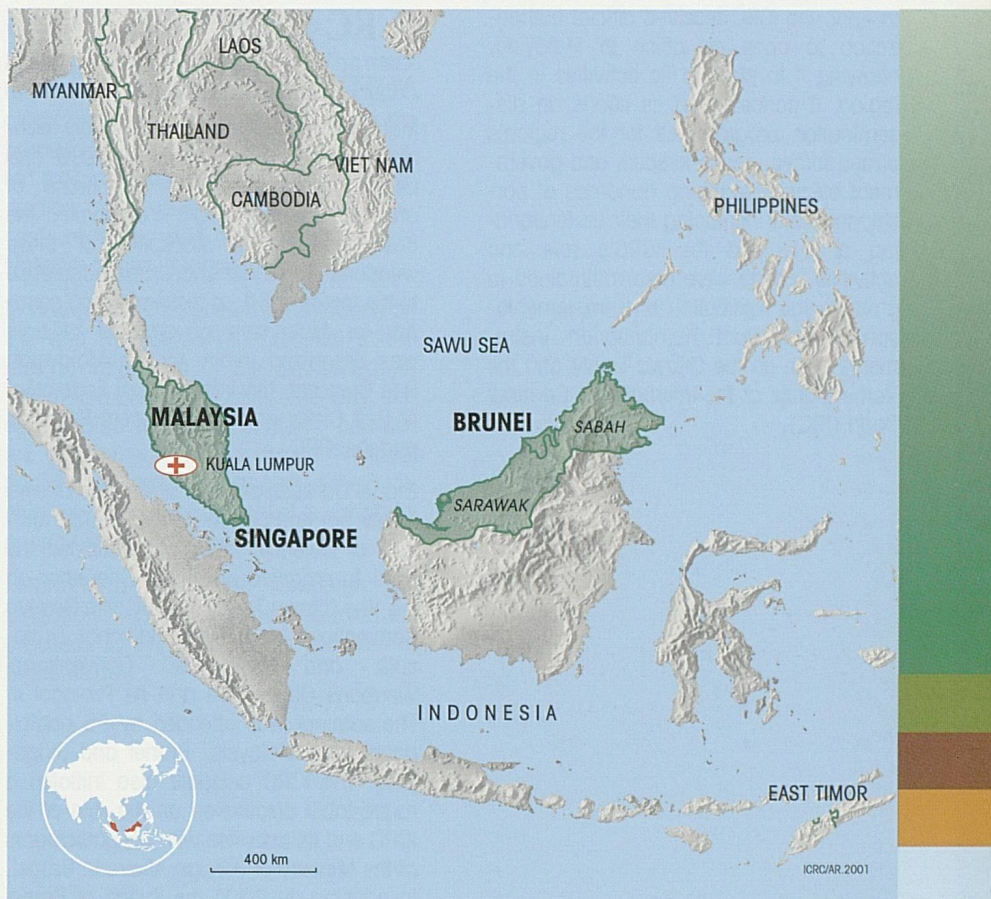 LAOS
MYANMAR
THAILAND
VIET NAM
CAMBODIA
PHILIPPINES
SAWU SEA
MALAYSIA
BRUNEI
SABAH
KUALA LUMPUR
SARAWAK
SINGAPORE
INDONESIA
EAST TIMOR
400 km
ICRC/AR.2001